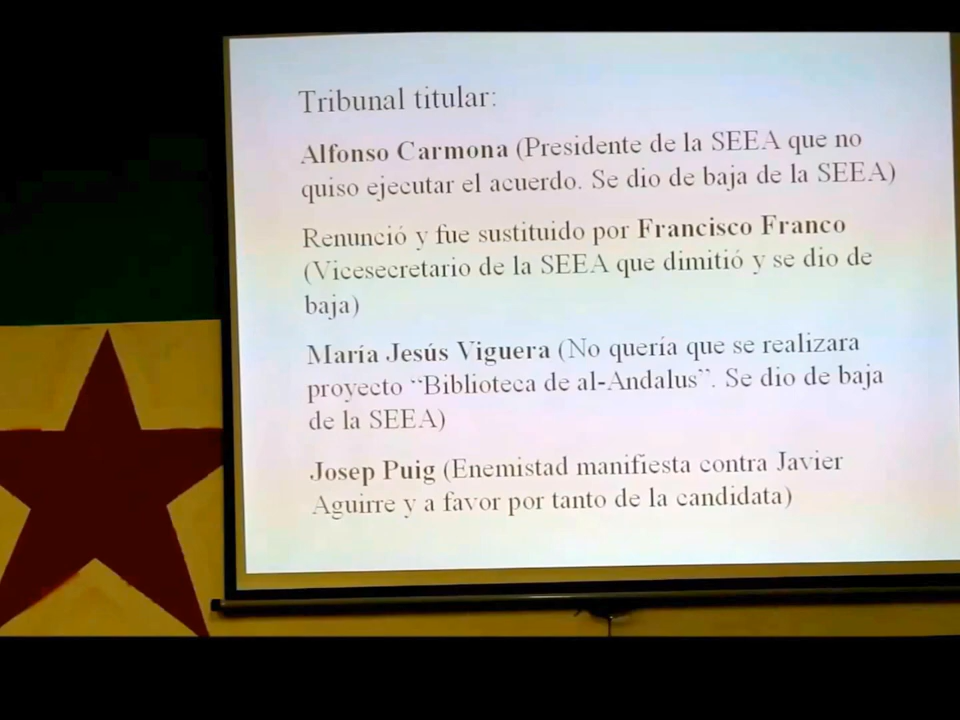 Tribunal titular:
Alfonso Carmona (Presidente de la SEEA que no
quiso ejecutar el acuerdo. Se dio de baja de la SEEA)
Renunció y fue sustituido por Francisco Franco
(Vicesecretario de la SEEA que dimitió y se dio de
baja)
María Jesús Viguera (No quería que se realizara
proyecto “Biblioteca de al-Andalus”. Se dio de baja
de la SEEA)
Josep Puig (Enemistad manifiesta contra Javier
Aguirre y a favor por tanto de la candidata)